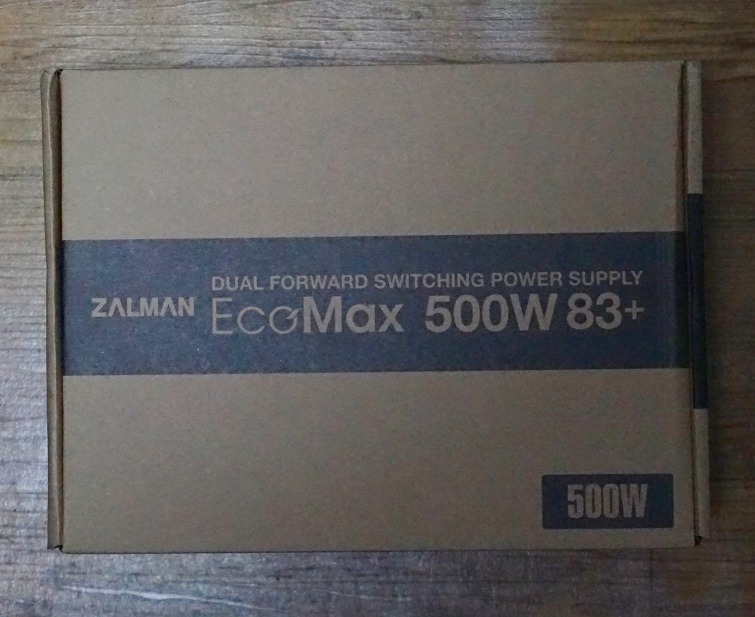 DUAL FORWARD SWITCHING POWER SUPPLY
ZALMAN EcoMax 500W 83+
500W